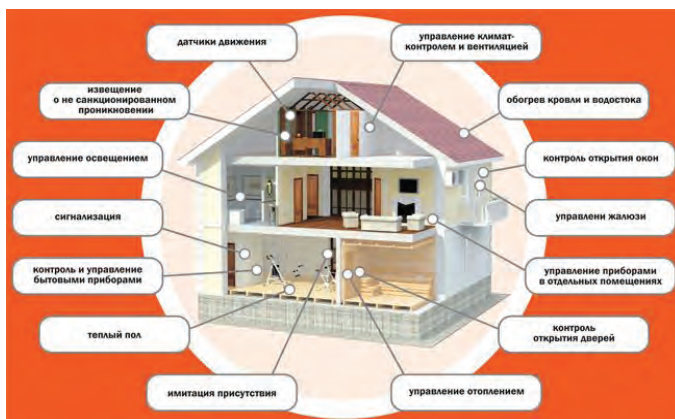 датчики движения
управление климат-
контролем и вентиляцией
извещение
о не санкционированном
проникновении
обогрев кровли и водостока
управление освещением
контроль открытия окон
сигнализация
управлени жалюзи
контроль и управление
бытовыми приборами
управление приборами
в отдельных помещениях
теплый пол
контроль
открытия дверей
имитация присутствия
управление отоплением